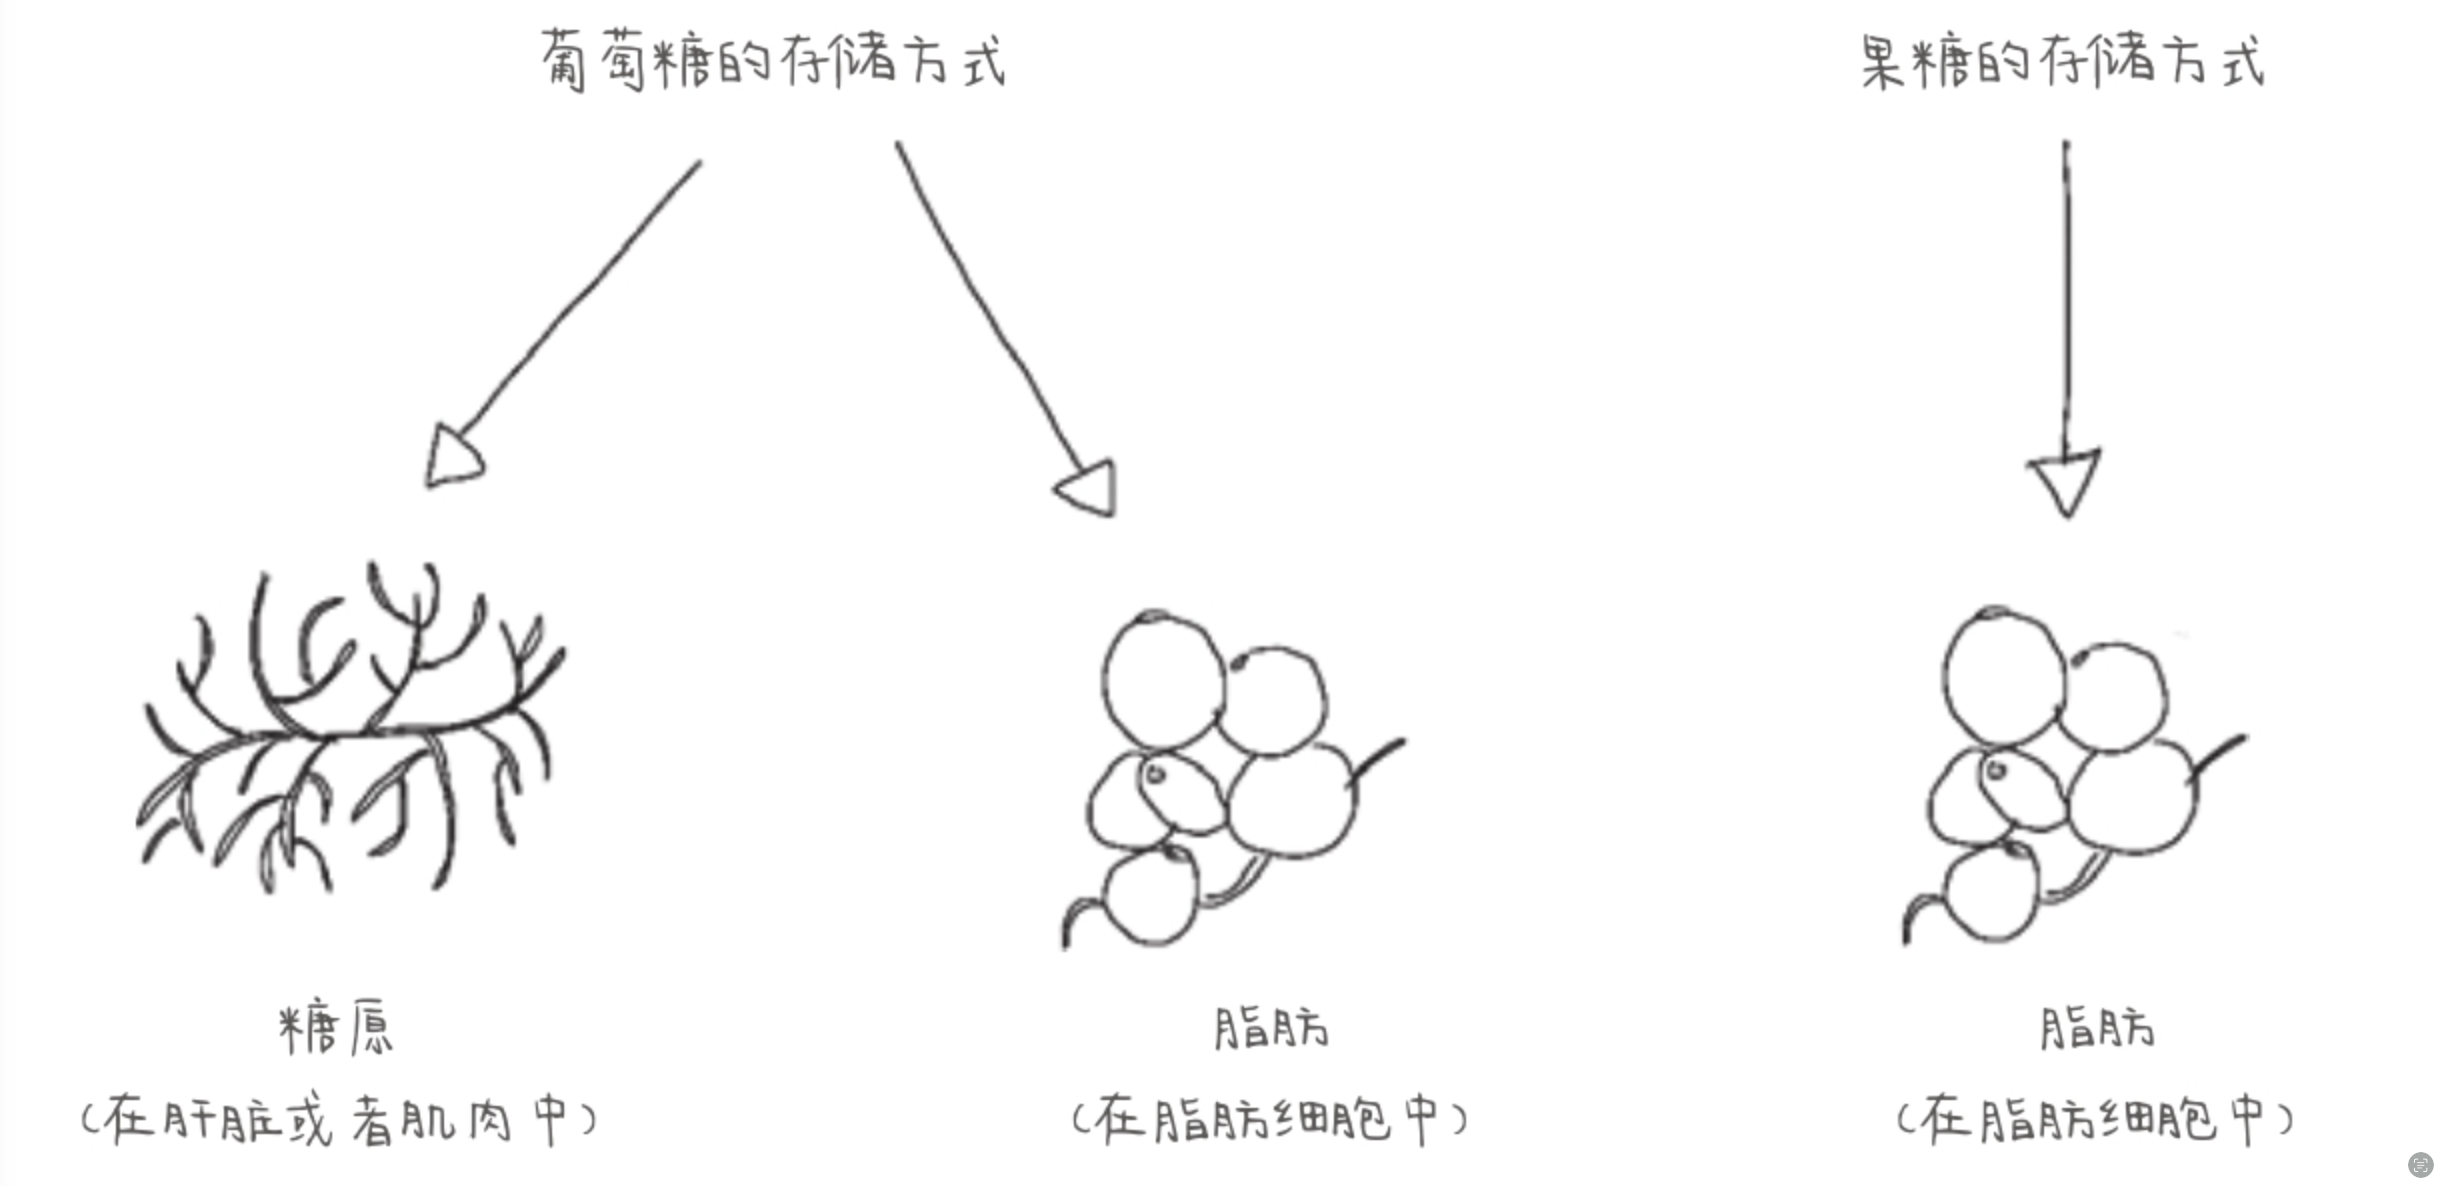 葡萄糖的存储方式
果糖的存储方式
糖原
(在肝脏或者肌肉中)
脂肪
(在脂肪细胞中)
脂肪
(在脂肪细胞中)